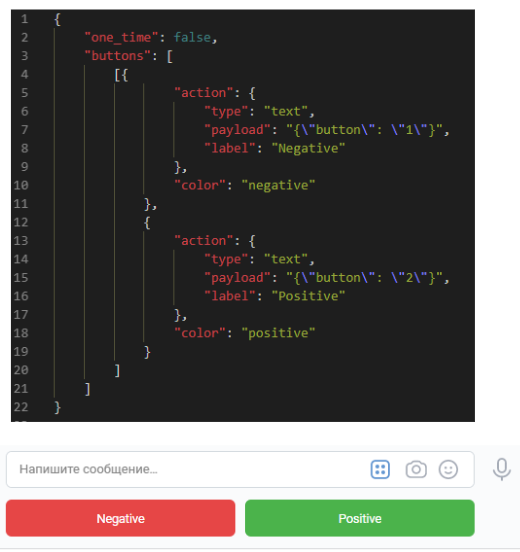 1 {
2 "one_time": false,
3 "buttons": [
4 [{
5 "action": {
6 "type": "text",
7 "payload": "{\"button\": \"1\"}",
8 "label": "Negative"
9 },
10 "color": "negative"
11 },
12 {
13 "action": {
14 "type": "text",
15 "payload": "{\"button\": \"2\"}",
16 "label": "Positive"
17 },
18 "color": "positive"
19 }
20 ]
21 ]
22 }
Напишите сообщение...
Negative Positive